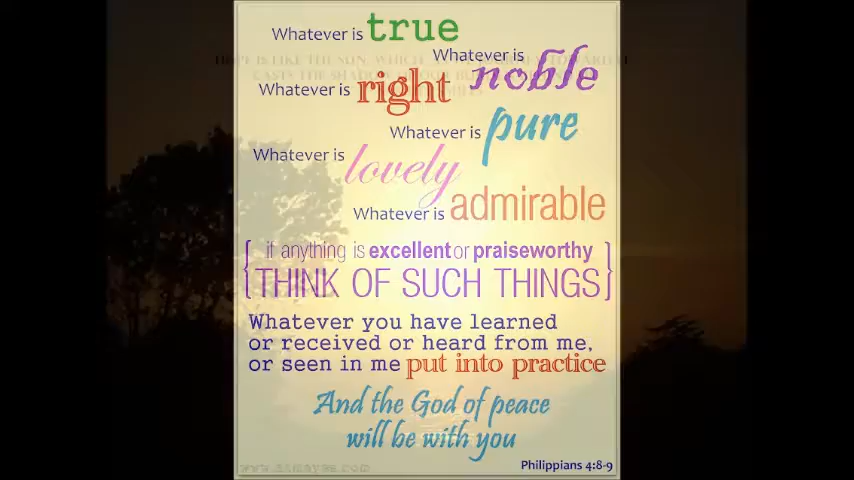 Whatever is true
Whatever is noble
Whatever is right
Whatever is pure
Whatever is lovely
Whatever is admirable
{ if anything is excellent or praiseworthy }
{ THINK OF SUCH THINGS }
Whatever you have learned
or received or heard from me,
or seen in me put into practice
And the God of peace
will be with you
Philippians 4:8-9